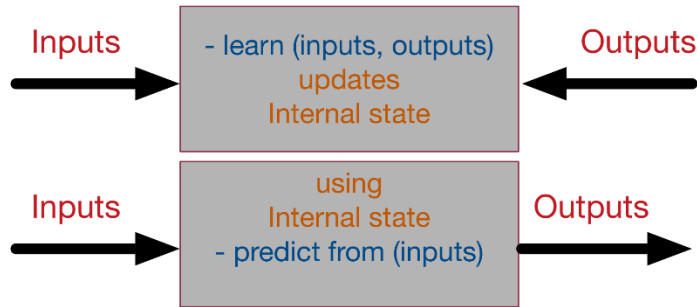 Inputs
- learn (inputs, outputs)
updates
Internal state
Outputs
Inputs
using
Internal state
- predict from (inputs)
Outputs